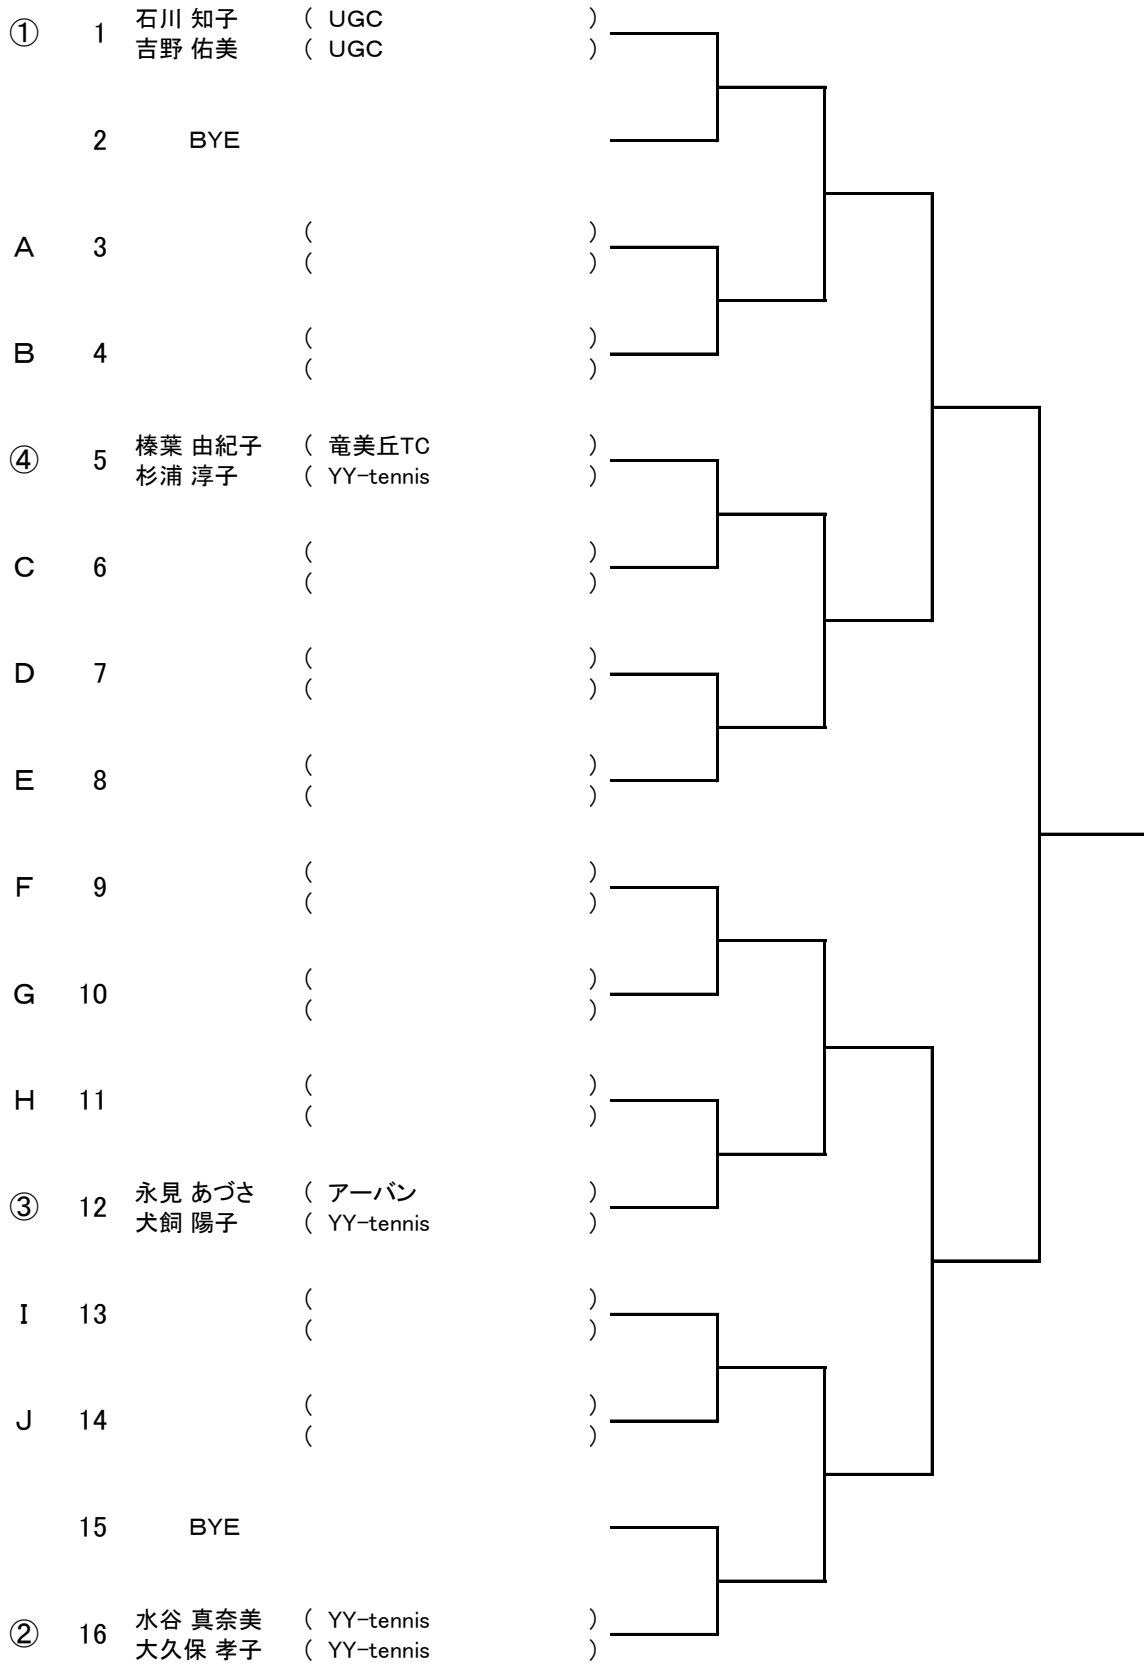 ① 1 石川 知子 ( UGC )
吉野 佑美 ( UGC )
2 BYE
A 3 ( )
( )
B 4 ( )
( )
④ 5 榛葉 由紀子 ( 竜美丘TC )
杉浦 淳子 ( YY-tennis )
C 6 ( )
( )
D 7 ( )
( )
E 8 ( )
( )
F 9 ( )
( )
G 10 ( )
( )
H 11 ( )
( )
③ 12 永見 あづさ ( アーバン )
犬飼 陽子 ( YY-tennis )
I 13 ( )
( )
J 14 ( )
( )
15 BYE
② 16 水谷 真奈美 ( YY-tennis )
大久保 孝子 ( YY-tennis )